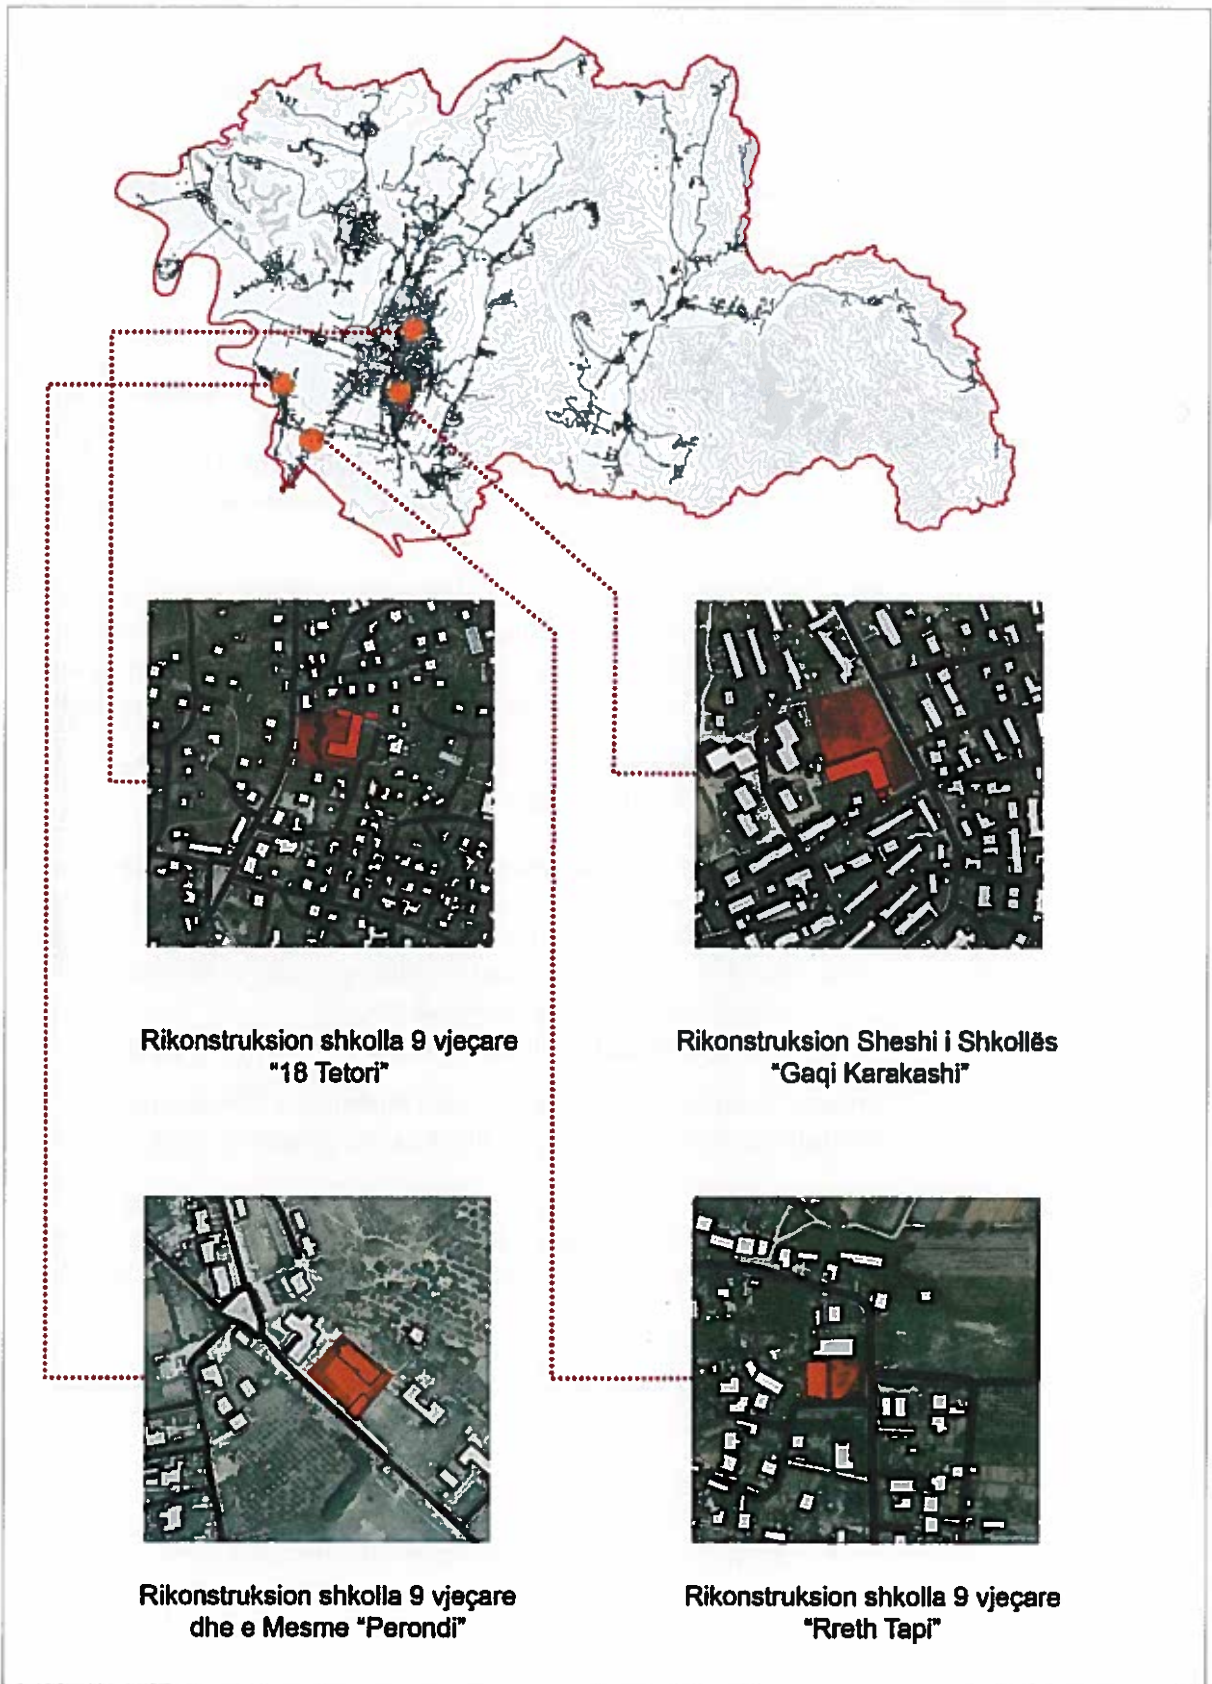 Rikonstruksion shkolla 9 vjeçare
"18 Tetori"
Rikonstruksion Sheshi i Shkollës
"Gaqi Karakashi"
Rikonstruksion shkolla 9 vjeçare
dhe e Mesme "Perondi"
Rikonstruksion shkolla 9 vjeçare
"Rreth Tapi"